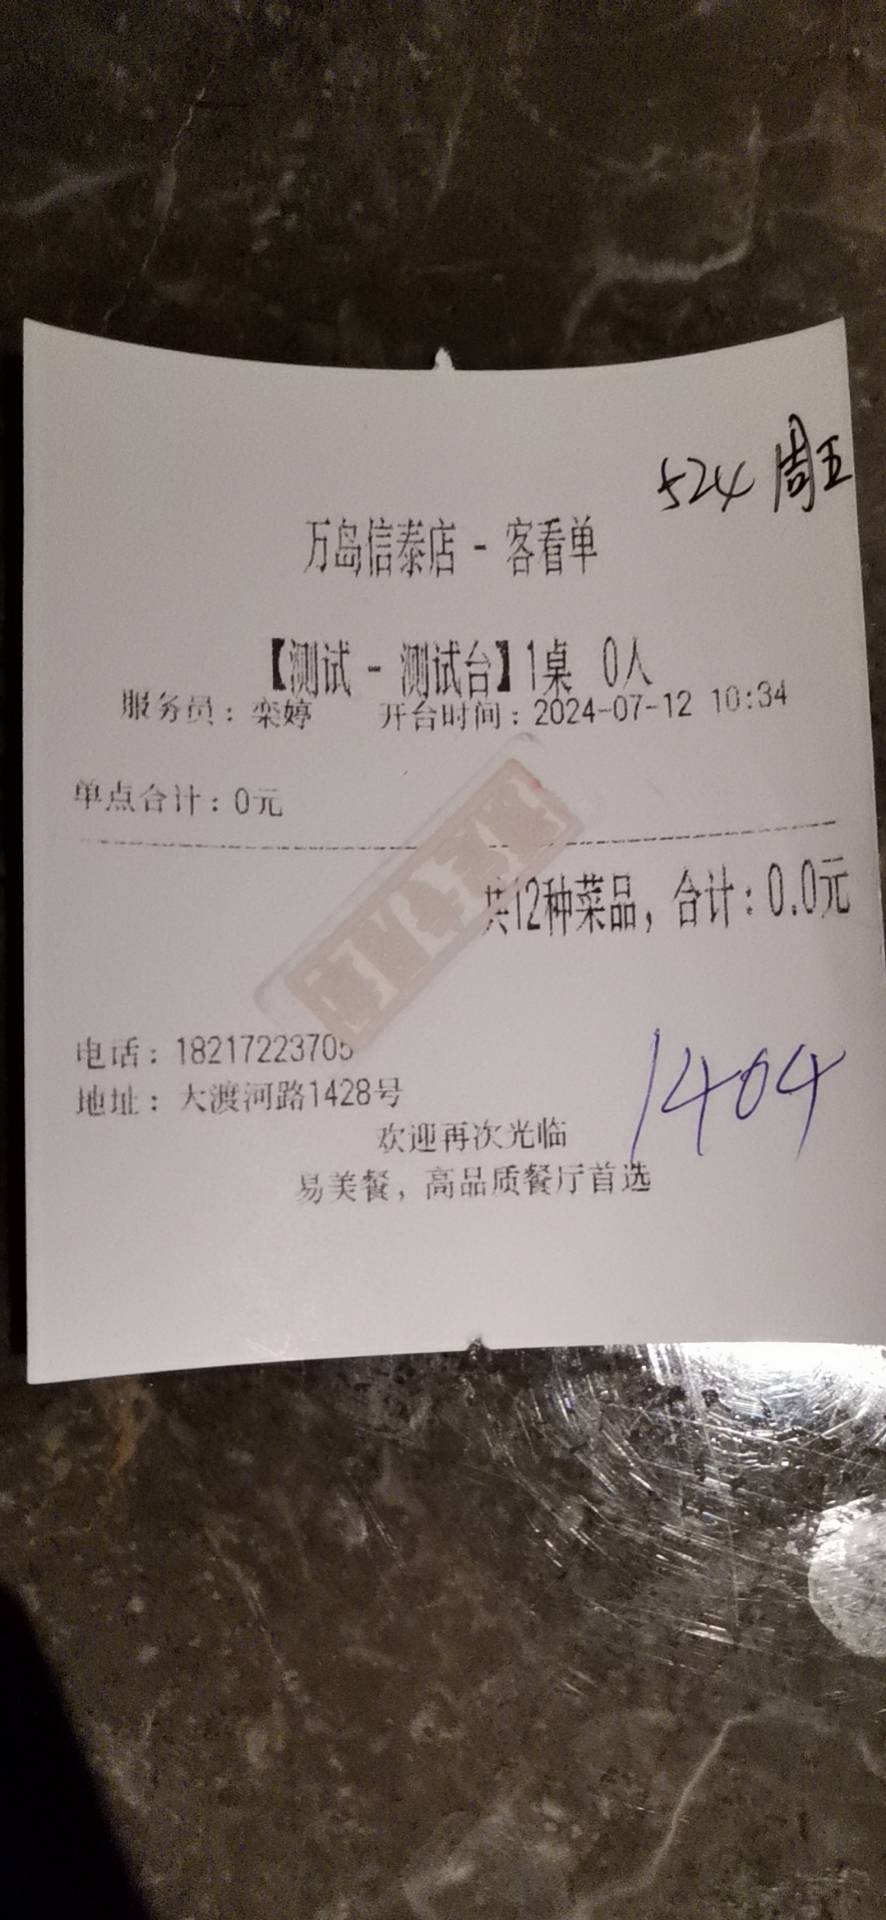 524 周五
万岛信泰店 - 客看单
【测试 - 测试台】1桌 0人
服务员：栾婷 开台时间：2024-07-12 10:34
单点合计：0元
共12种菜品，合计：0.0元
电话：18217223705
地址：大渡河路1428号
1404
欢迎再次光临
易美餐，高品质餐厅首选